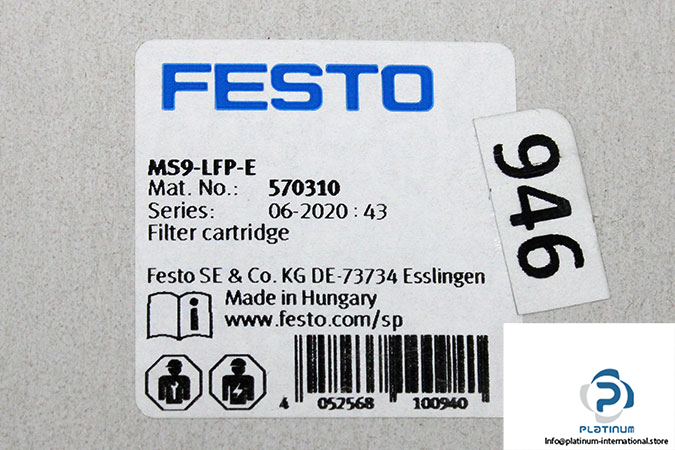 FESTO
MS9-LFP-E
Mat. No.: 570310
Series: 06-2020 : 43
Filter cartridge
Festo SE & Co. KG DE-73734 Esslingen
Made in Hungary
www.festo.com/sp
4 052568 100940
946
PLATINUM
Info@platinum-international.store